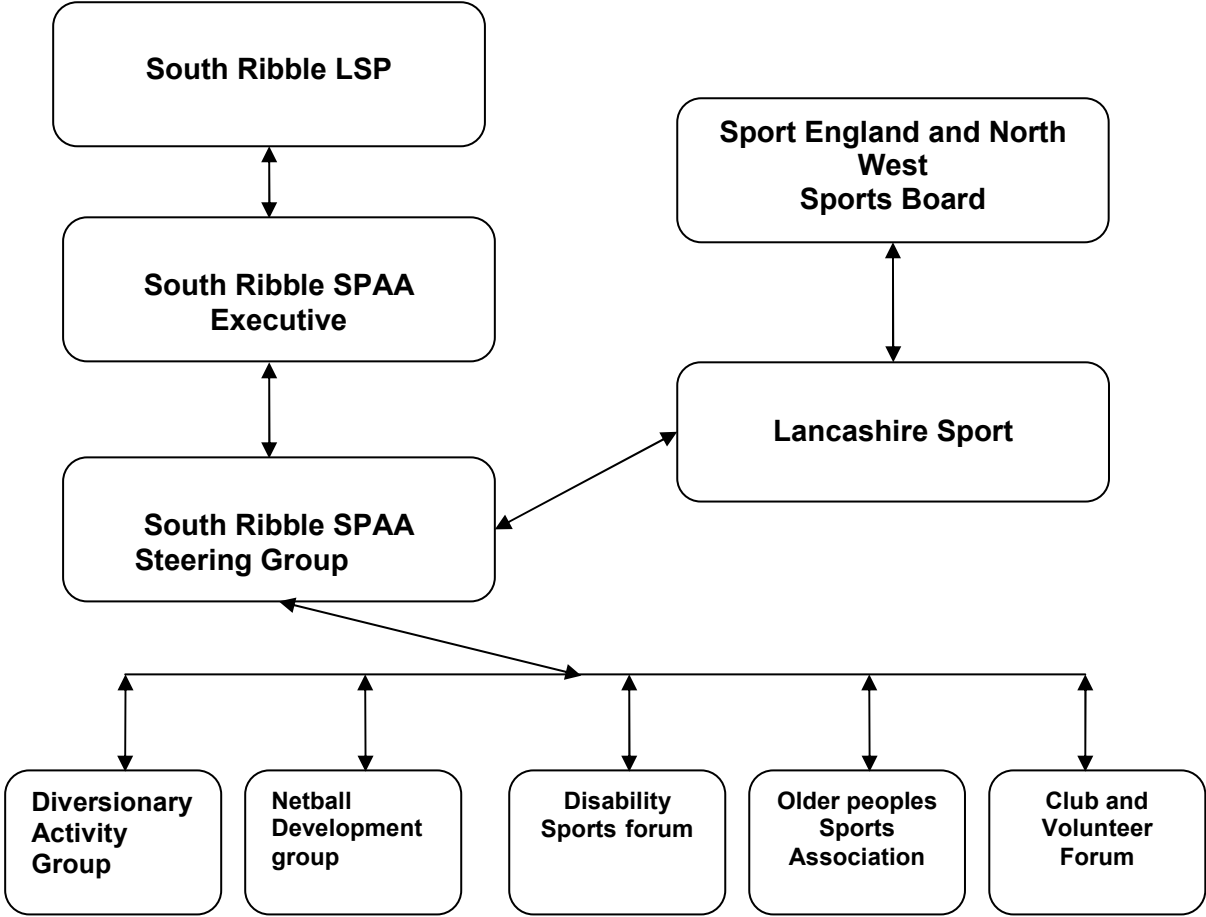 South Ribble LSP
Sport England and North
West
Sports Board
South Ribble SPAA
Executive
Lancashire Sport
South Ribble SPAA
Steering Group
Diversionary
Activity
Group
Netball
Development
group
Disability
Sports forum
Older peoples
Sports
Association
Club and
Volunteer
Forum